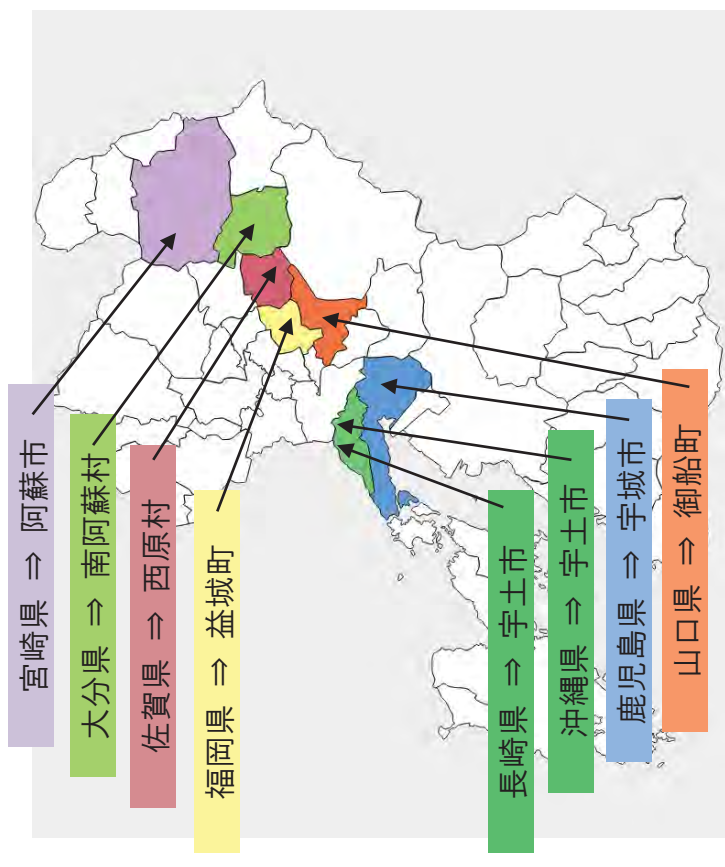 宮崎県 ⇒ 阿蘇市
大分県 ⇒ 南阿蘇村
佐賀県 ⇒ 西原村
福岡県 ⇒ 益城町
長崎県 ⇒ 宇土市
沖縄県 ⇒ 宇土市
鹿児島県 ⇒ 宇城市
山口県 ⇒ 御船町